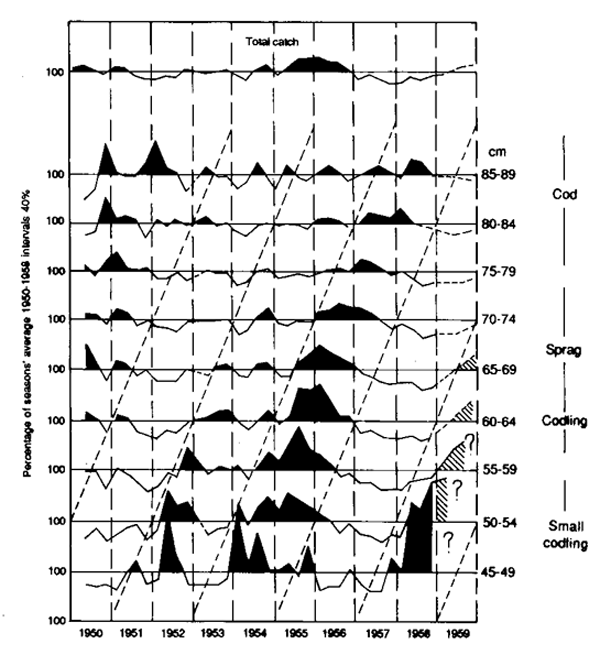 Total catch
100
cm
100 85-89
Cod
100 80-84
100 75-79
100 70-74
Sprag
100 65-69
100 60-64 Codling
?
100 55-59
?
100 50-54
Small
codling
?
100 45-49
100
1950 1951 1952 1953 1954 1955 1956 1957 1958 1959
Percentage of seasons' average 1950-1958 intervals 40%